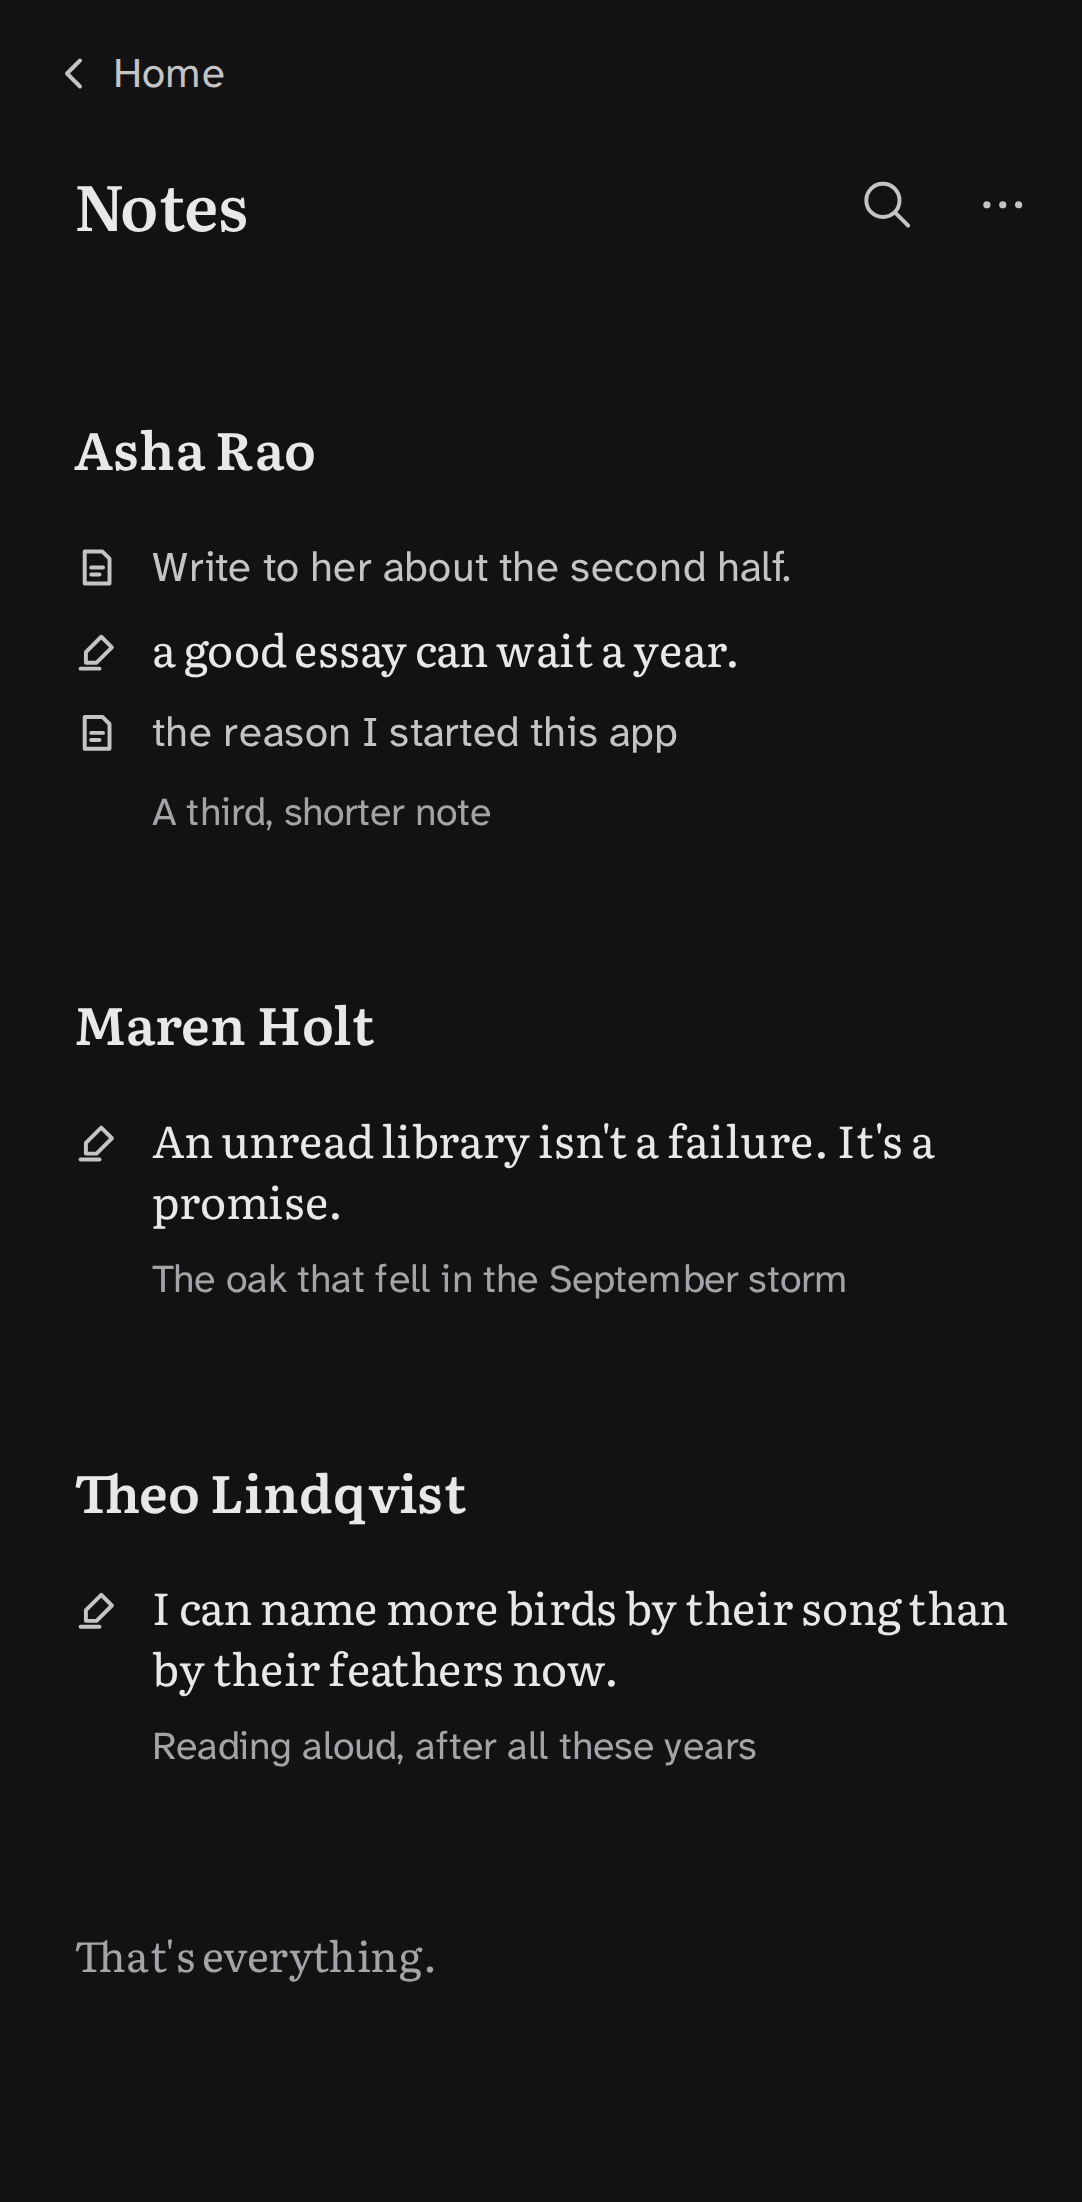 Home
Notes
Asha Rao
Write to her about the second half.
a good essay can wait a year.
the reason I started this app
A third, shorter note
Maren Holt
An unread library isn't a failure. It's a
promise.
The oak that fell in the September storm
Theo Lindqvist
I can name more birds by their song than
by their feathers now.
Reading aloud, after all these years
That's everything.